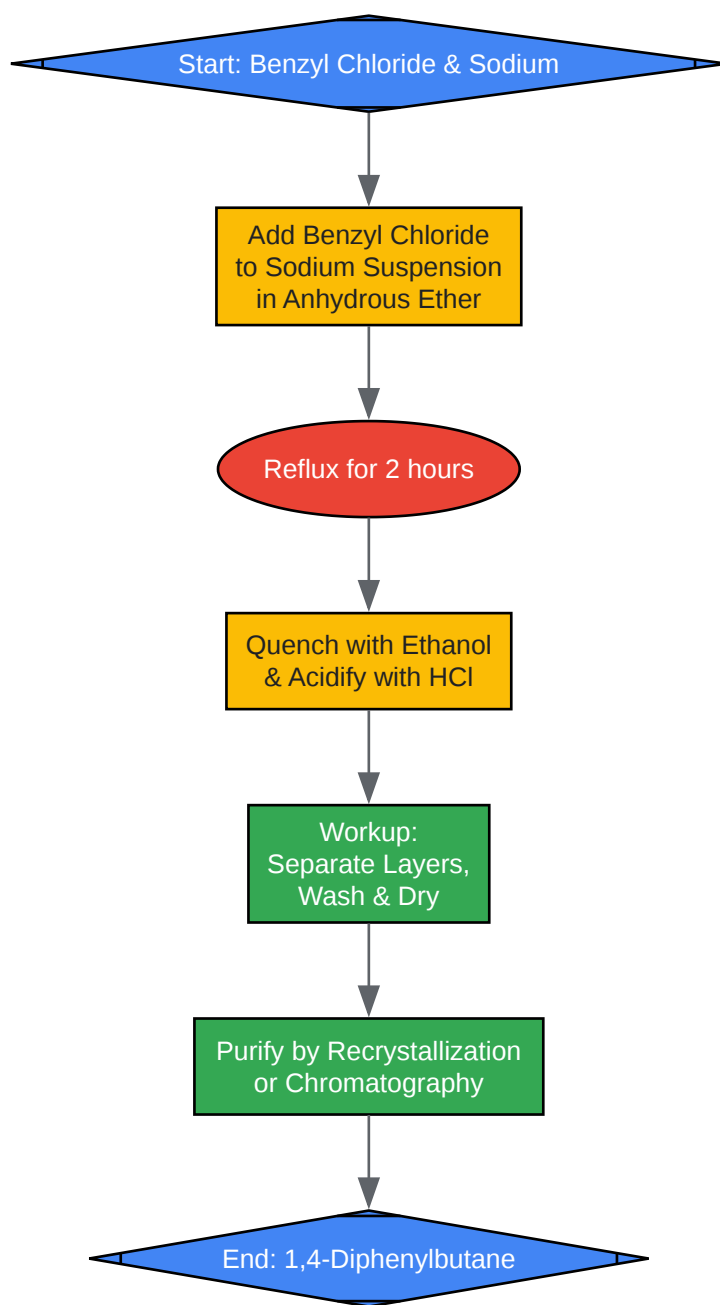 Start: Benzyl Chloride & Sodium
Add Benzyl Chloride
to Sodium Suspension
in Anhydrous Ether
Reflux for 2 hours
Quench with Ethanol
& Acidify with HCl
Workup:
Separate Layers,
Wash & Dry
Purify by Recrystallization
or Chromatography
End: 1,4-Diphenylbutane